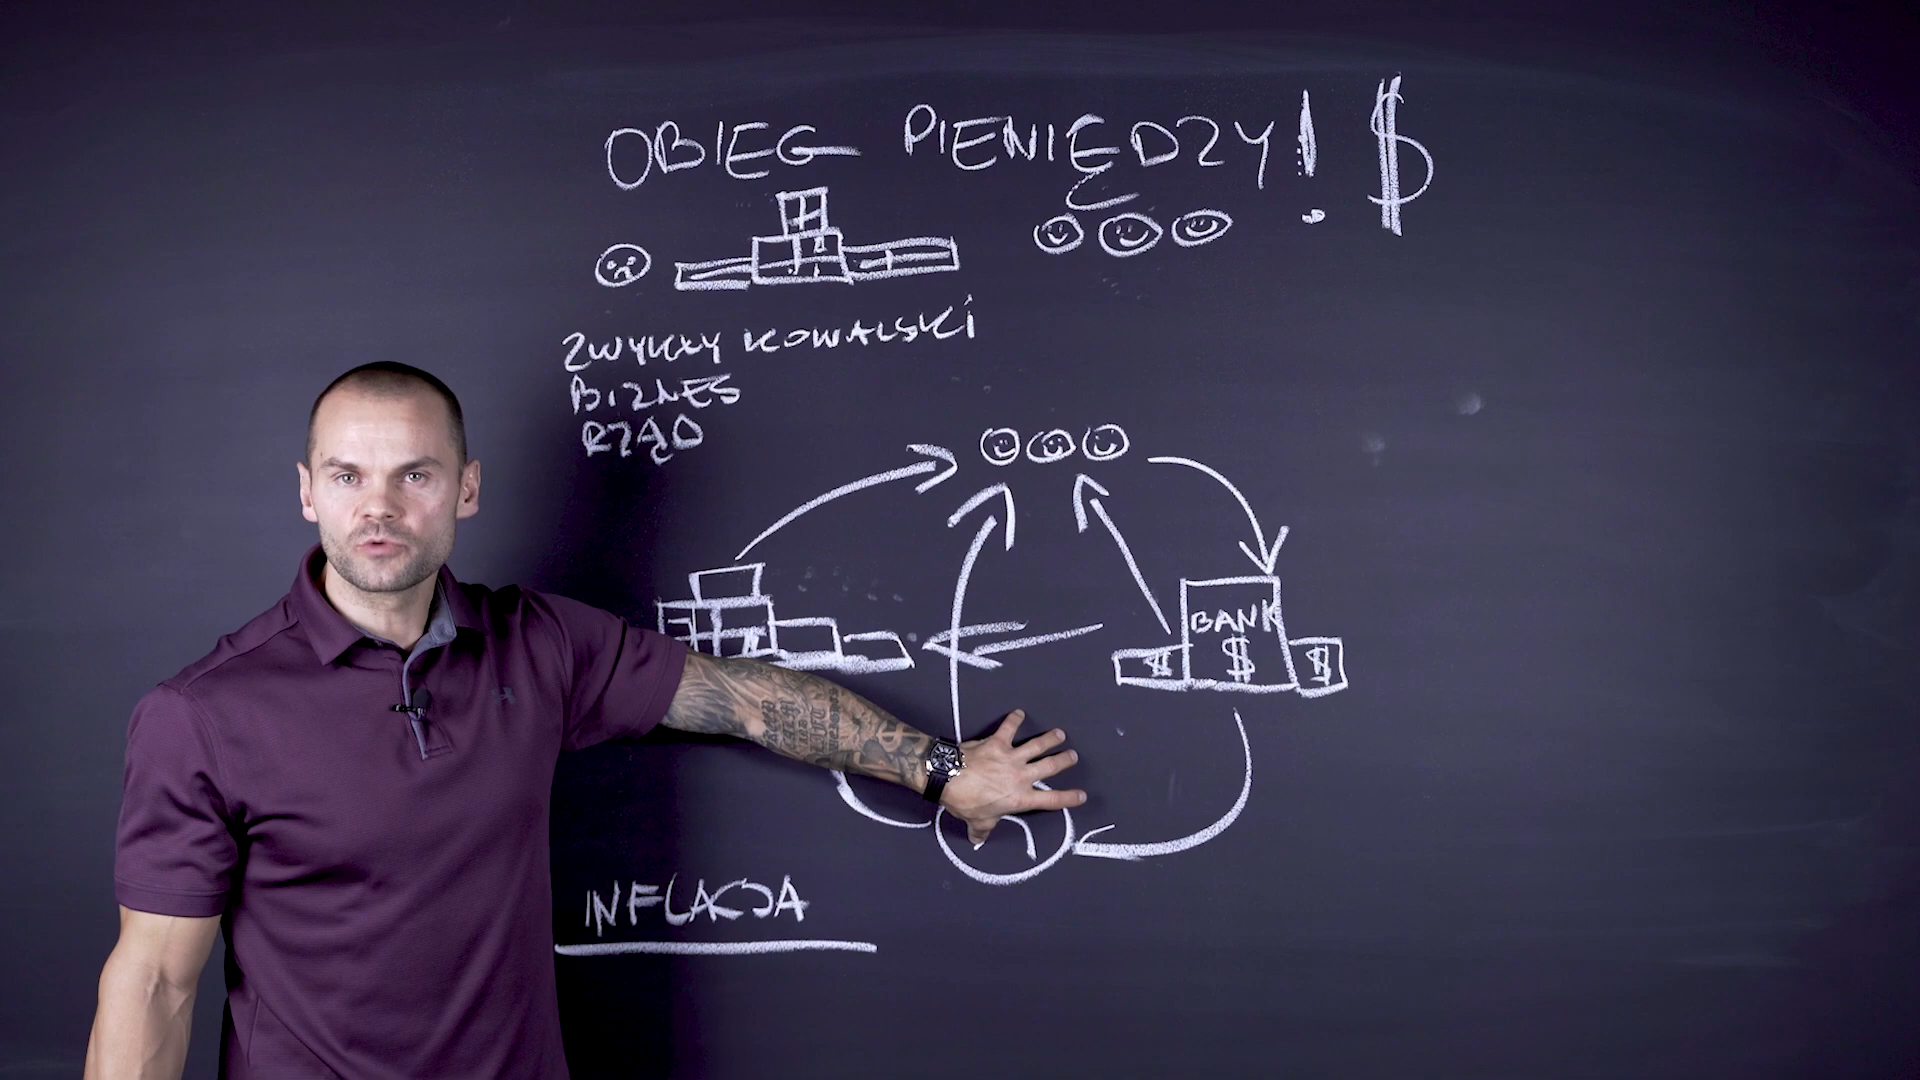 OBIEG PIENIĘDZY! $
ZWYKŁY KOWALSKI
BIZNES
RZĄD
BANK
$ $ $
INFLACJA